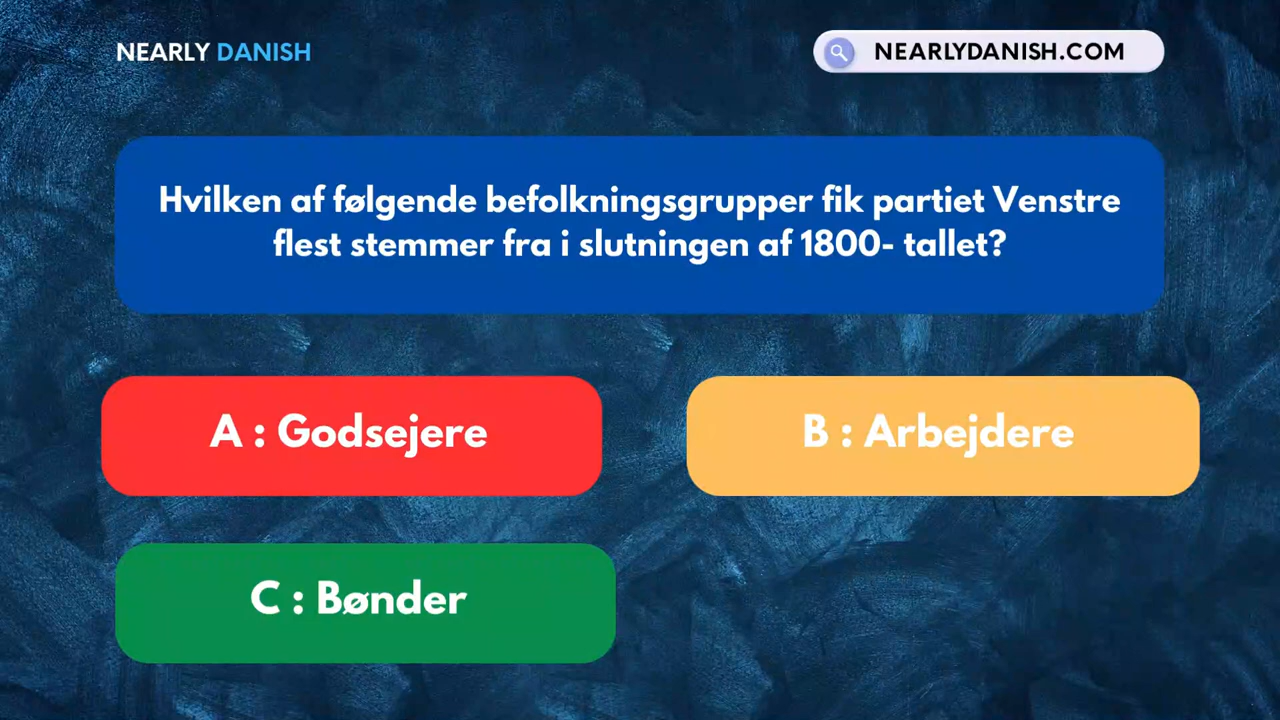 NEARLY DANISH
NEARLYDANISH.COM
Hvilken af følgende befolkningsgrupper fik partiet Venstre
flest stemmer fra i slutningen af 1800- tallet?
A : Godsejere
B : Arbejdere
C : Bønder